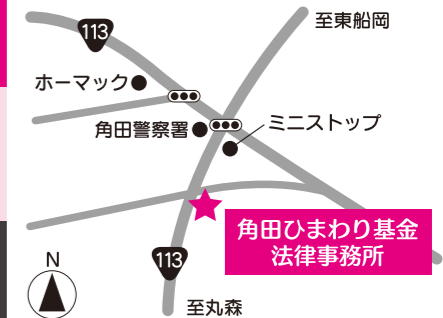 113
至東船岡
ホーマック
角田警察署
ミニストップ
角田ひまわり基金
法律事務所
N
113
至丸森